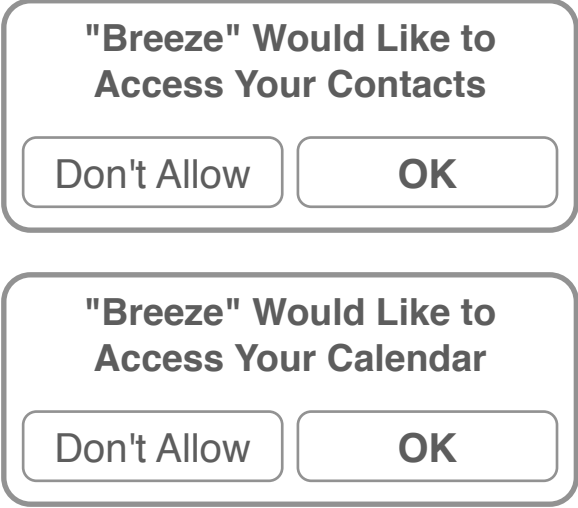 "Breeze" Would Like to
Access Your Contacts
Don't Allow
OK
"Breeze" Would Like to
Access Your Calendar
Don't Allow
OK